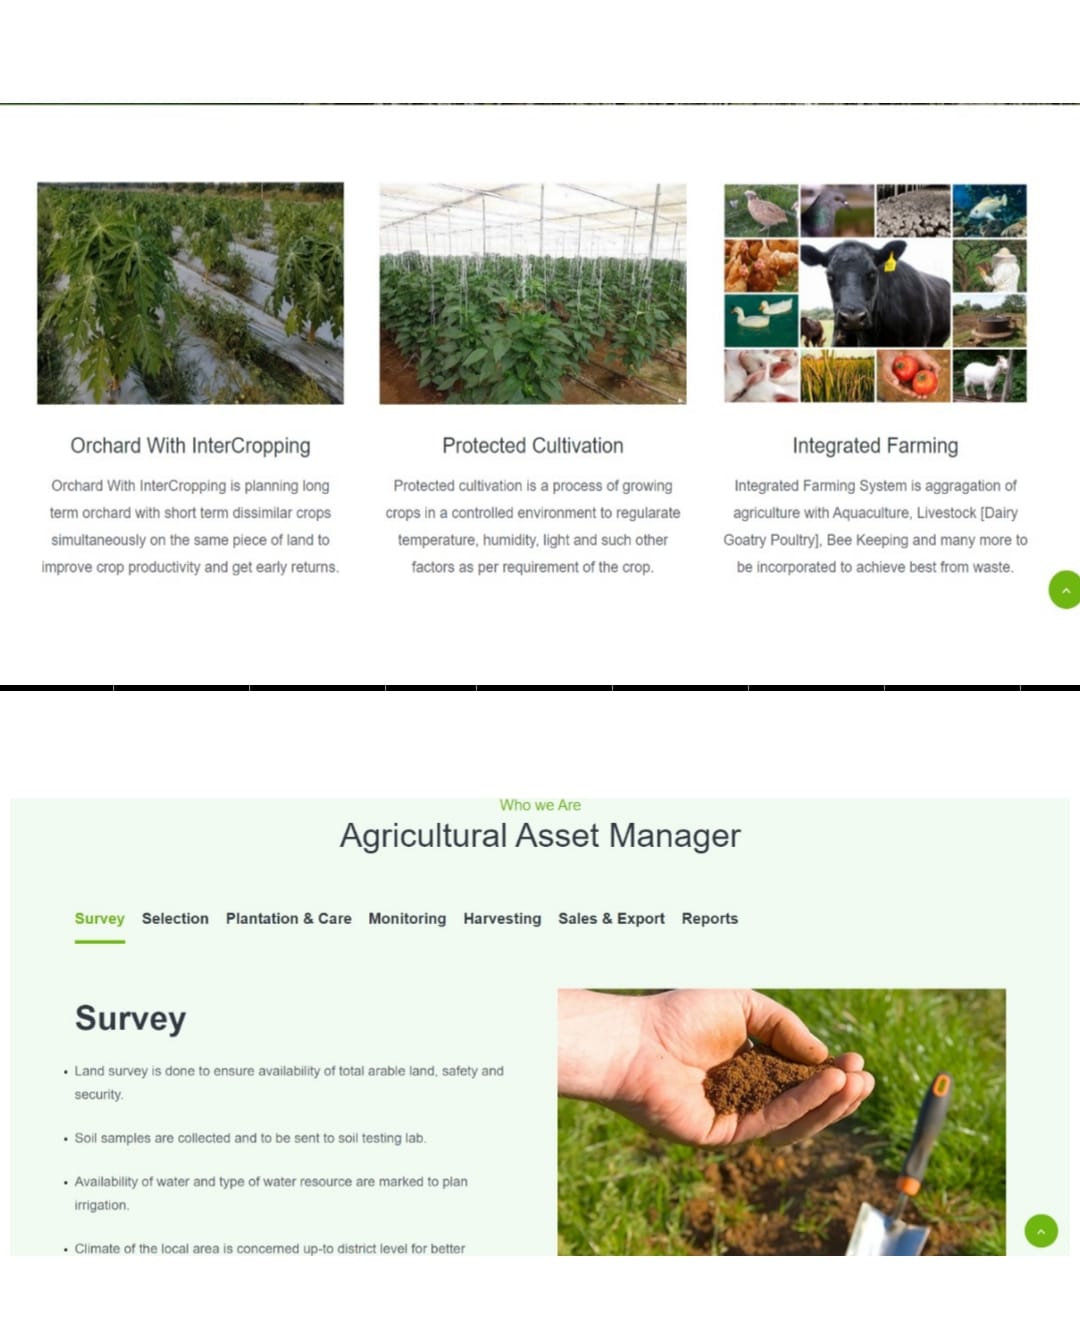 Orchard With InterCropping
Orchard With InterCropping is planning long
term orchard with short term dissimilar crops
simultaneously on the same piece of land to
improve crop productivity and get early returns.
Protected Cultivation
Protected cultivation is a process of growing
crops in a controlled environment to regularate
temperature, humidity, light and such other
factors as per requirement of the crop.
Integrated Farming
Integrated Farming System is aggragation of
agriculture with Aquaculture, Livestock [Dairy
Goatry Poultry], Bee Keeping and many more to
be incorporated to achieve best from waste.
Who we Are
Agricultural Asset Manager
Survey Selection Plantation & Care Monitoring Harvesting Sales & Export Reports
Survey
• Land survey is done to ensure availability of total arable land, safety and
security.
• Soil samples are collected and to be sent to soil testing lab.
• Availability of water and type of water resource are marked to plan
irrigation.
• Climate of the local area is concerned up-to district level for better